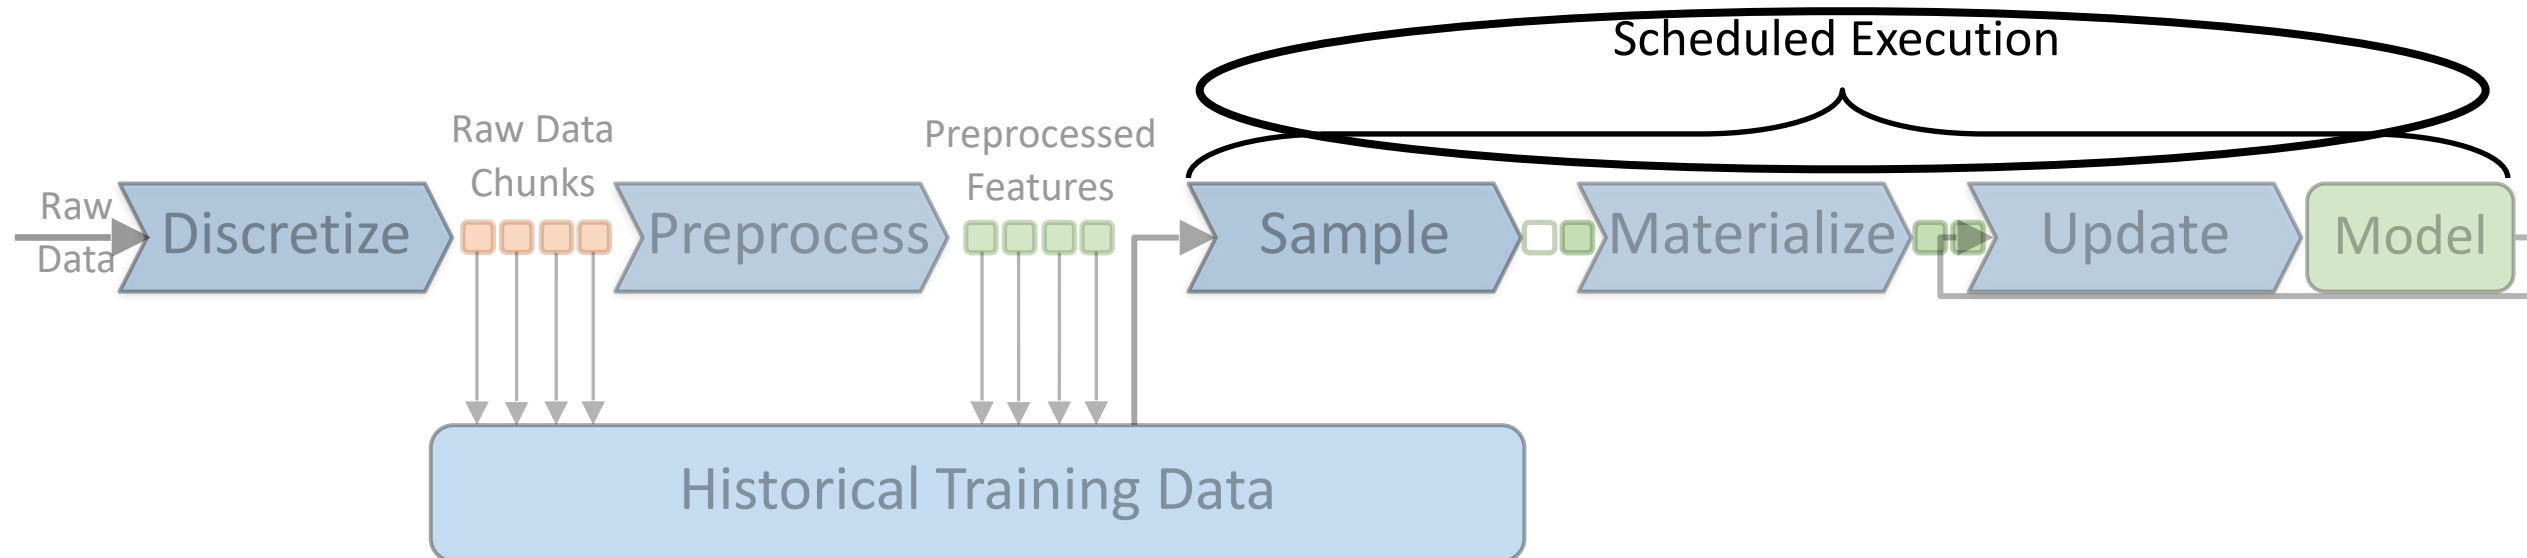 Scheduled Execution
Raw Data
Chunks
Preprocessed
Features
Raw
Data
Discretize
Preprocess
Sample
Materialize
Update
Model
Historical Training Data